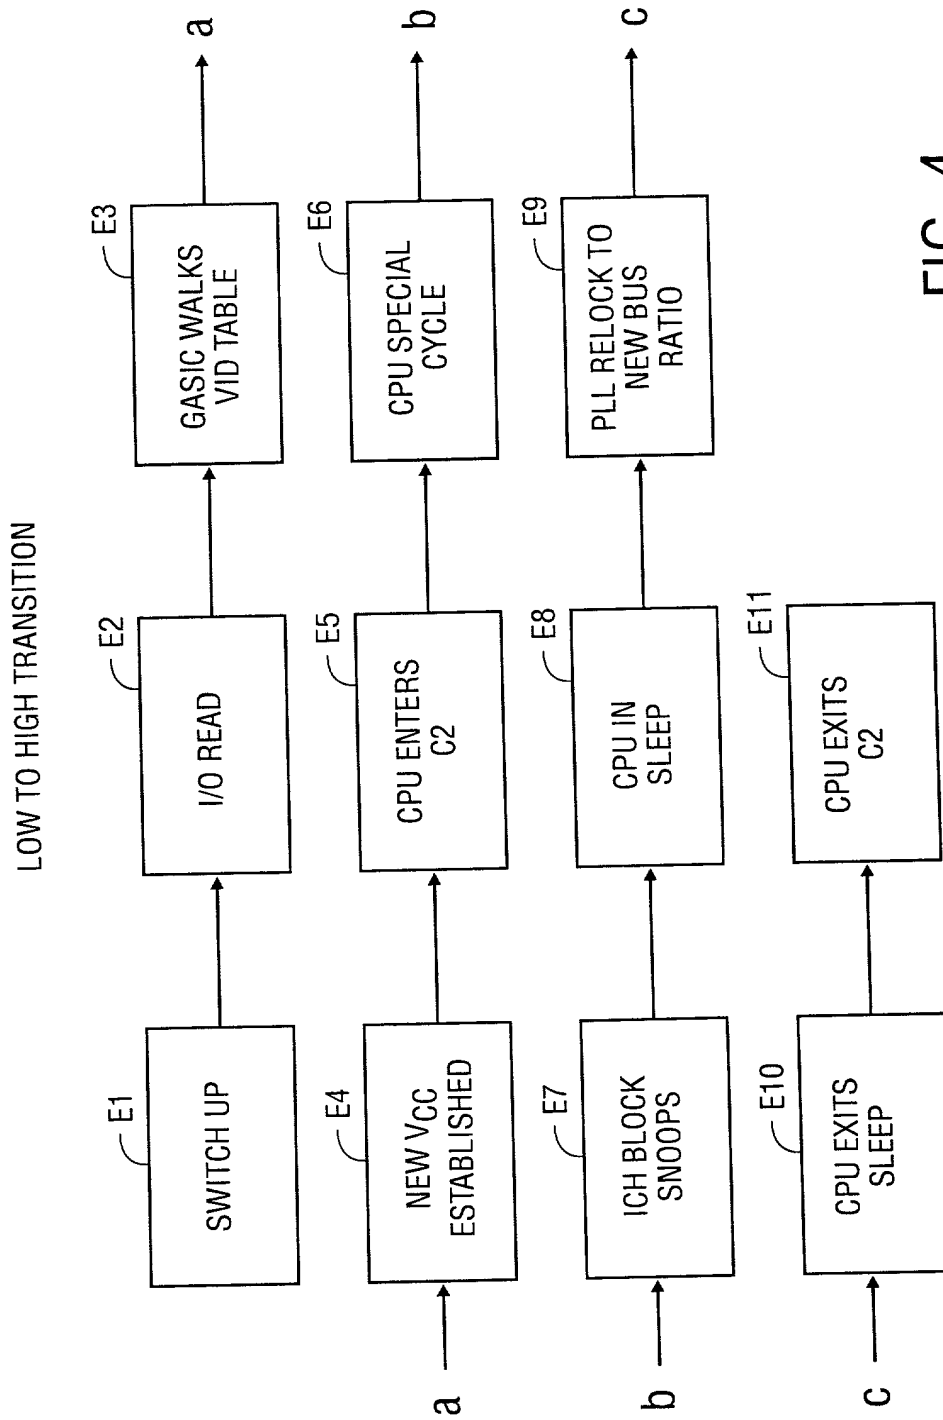 LOW TO HIGH TRANSITION
E1
SWITCH UP
E2
I/O READ
E3
GASIC WALKS
VID TABLE
a
a
E4
NEW VCC
ESTABLISHED
E5
CPU ENTERS
C2
E6
CPU SPECIAL
CYCLE
b
b
E7
ICH BLOCK
SNOOPS
E8
CPU IN
SLEEP
E9
PLL RELOCK TO
NEW BUS
RATIO
c
c
E10
CPU EXITS
SLEEP
E11
CPU EXITS
C2